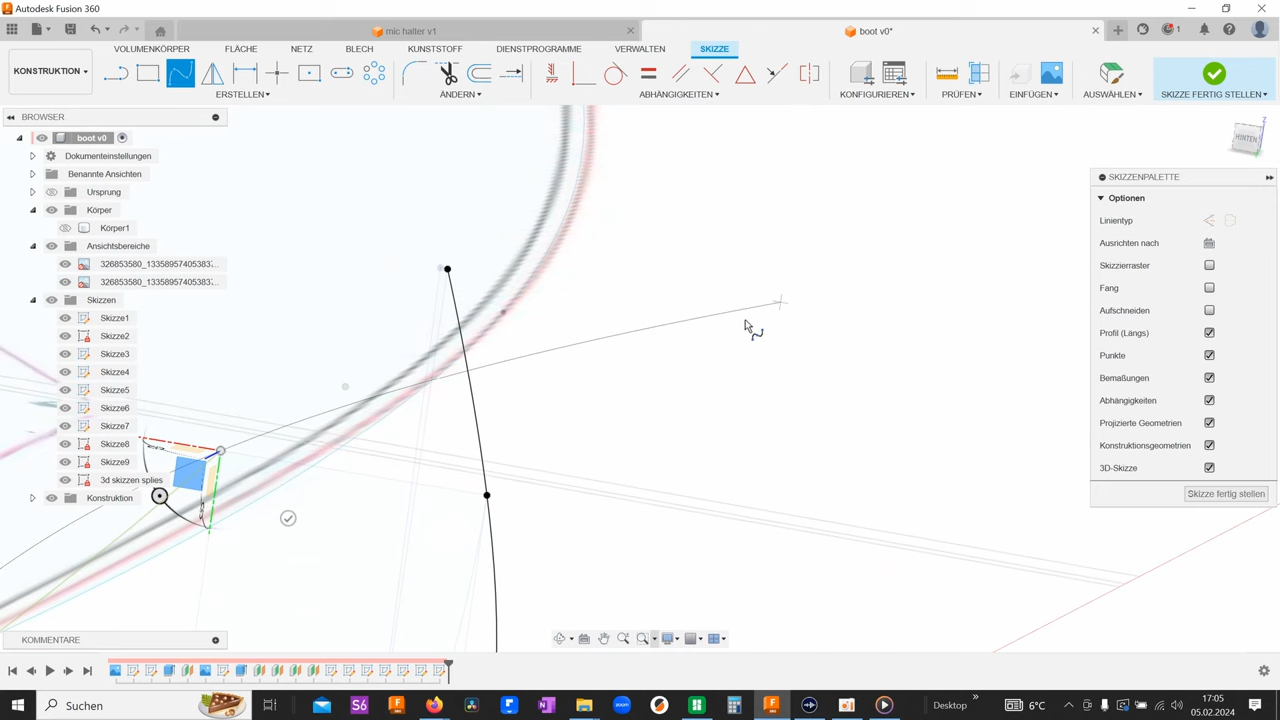 Autodesk Fusion 360
mic halter v1
boot v0*
VOLUMENKÖRPER
FLÄCHE
NETZ
BLECH
KUNSTSTOFF
DIENSTPROGRAMME
VERWALTEN
SKIZZE
KONSTRUKTION
ERSTELLEN
ÄNDERN
ABHÄNGIGKEITEN
KONFIGURIEREN
PRÜFEN
EINFÜGEN
AUSWÄHLEN
SKIZZE FERTIG STELLEN
BROWSER
boot v0
Dokumenteinstellungen
Benannte Ansichten
Ursprung
Körper
Körper1
Ansichtsbereiche
326853580_13358957405383...
326853580_13358957405383...
Skizzen
Skizze1
Skizze2
Skizze3
Skizze4
Skizze5
Skizze6
Skizze7
Skizze8
Skizze9
3d skizzen splies
Konstruktion
HINTEN
SKIZZENPALETTE
Optionen
Linientyp
Ausrichten nach
Skizzierraster
Fang
Aufschneiden
Profil (Längs)
Punkte
Bemaßungen
Abhängigkeiten
Projizierte Geometrien
Konstruktionsgeometrien
3D-Skizze
Skizze fertig stellen
KOMMENTARE
Suchen
Desktop
6°C
17:05
05.02.2024